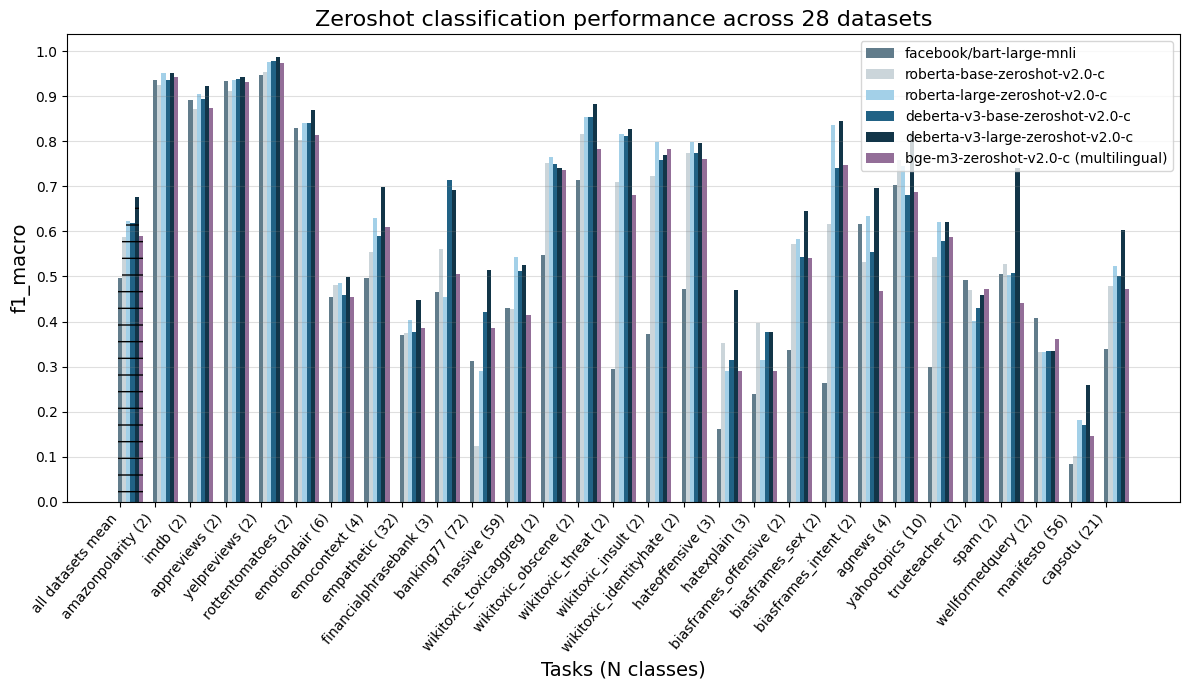 Zeroshot classification performance across 28 datasets
f1_macro
1.0
0.9
0.8
0.7
0.6
0.5
0.4
0.3
0.2
0.1
0.0
facebook/bart-large-mnli
roberta-base-zeroshot-v2.0-c
roberta-large-zeroshot-v2.0-c
deberta-v3-base-zeroshot-v2.0-c
deberta-v3-large-zeroshot-v2.0-c
bge-m3-zeroshot-v2.0-c (multilingual)
all datasets mean
amazonpolarity (2)
imdb (2)
appreviews (2)
yelpreviews (2)
rottentomatoes (2)
emotiondair (6)
emocontext (4)
empathetic (32)
financialphrasebank (3)
banking77 (72)
massive (59)
wikitoxic_toxicaggreg (2)
wikitoxic_obscene (2)
wikitoxic_threat (2)
wikitoxic_insult (2)
wikitoxic_identityhate (2)
hateoffensive (3)
hatexplain (3)
biasframes_offensive (2)
biasframes_sex (2)
biasframes_intent (2)
agnews (4)
yahootopics (10)
trueteacher (2)
spam (2)
wellformedquery (2)
manifesto (56)
capsotu (21)
Tasks (N classes)